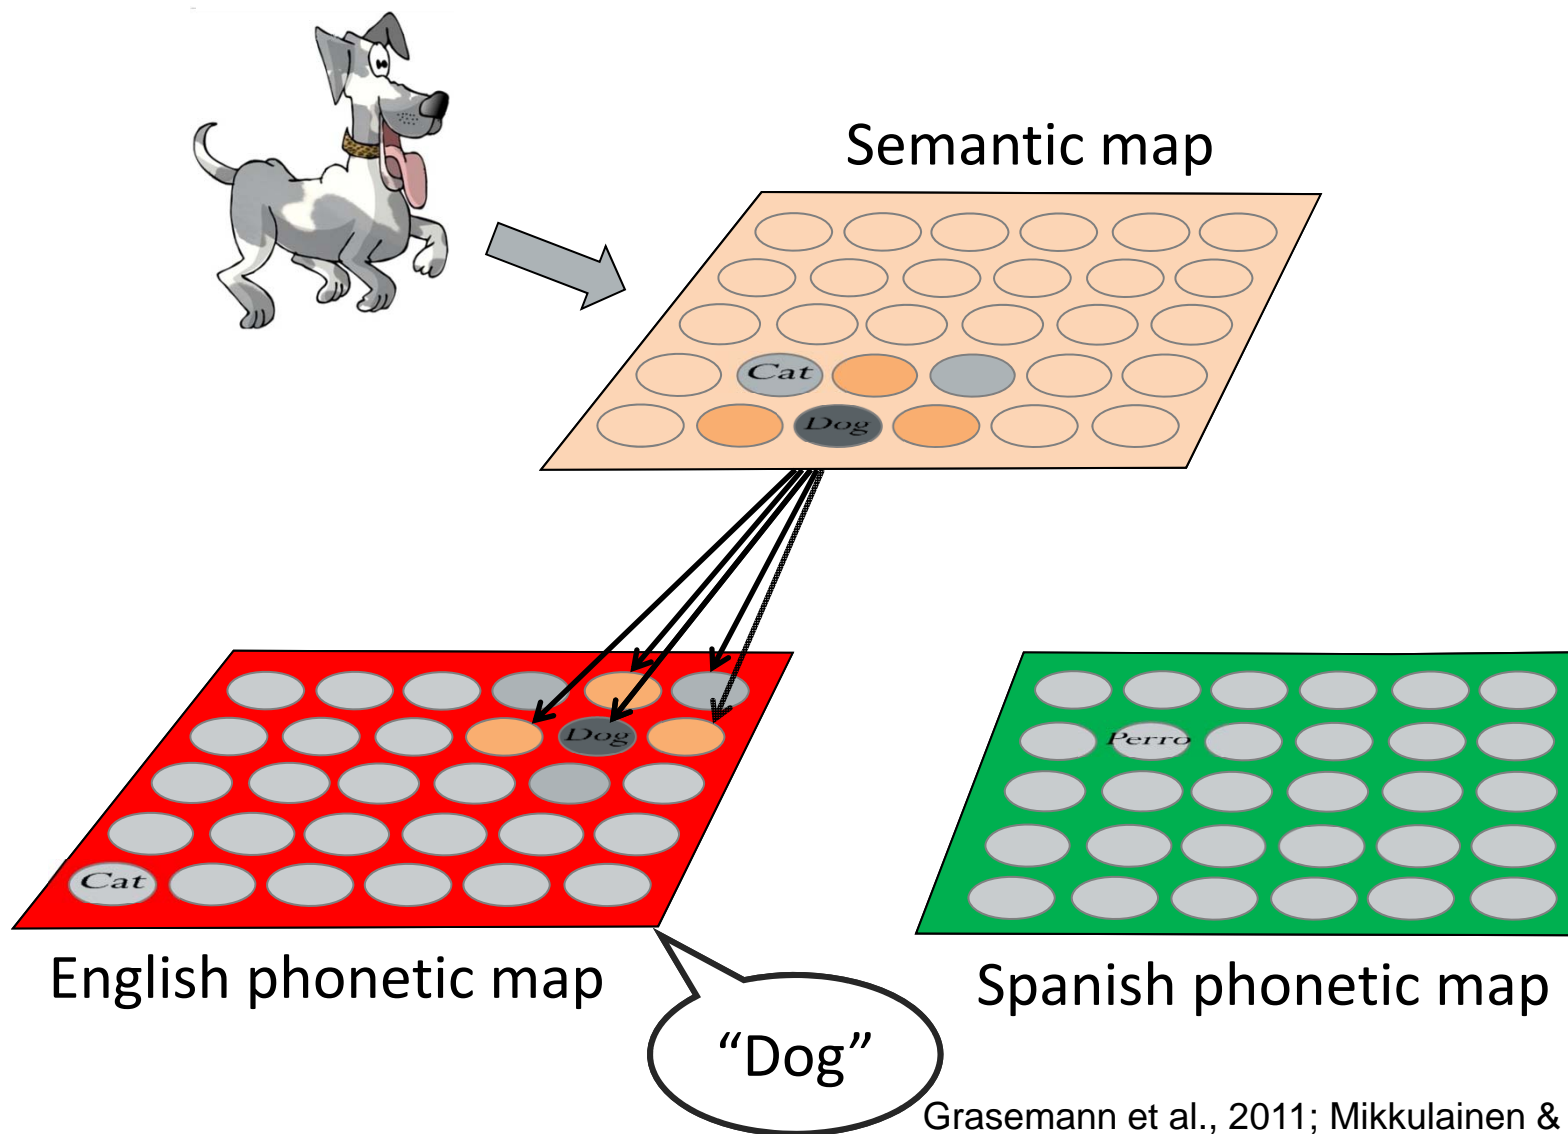 Semantic map
Cat
Dog
Dog
Perro
Cat
English phonetic map
Spanish phonetic map
“Dog”
Grasemann et al., 2011; Mikkulainen &